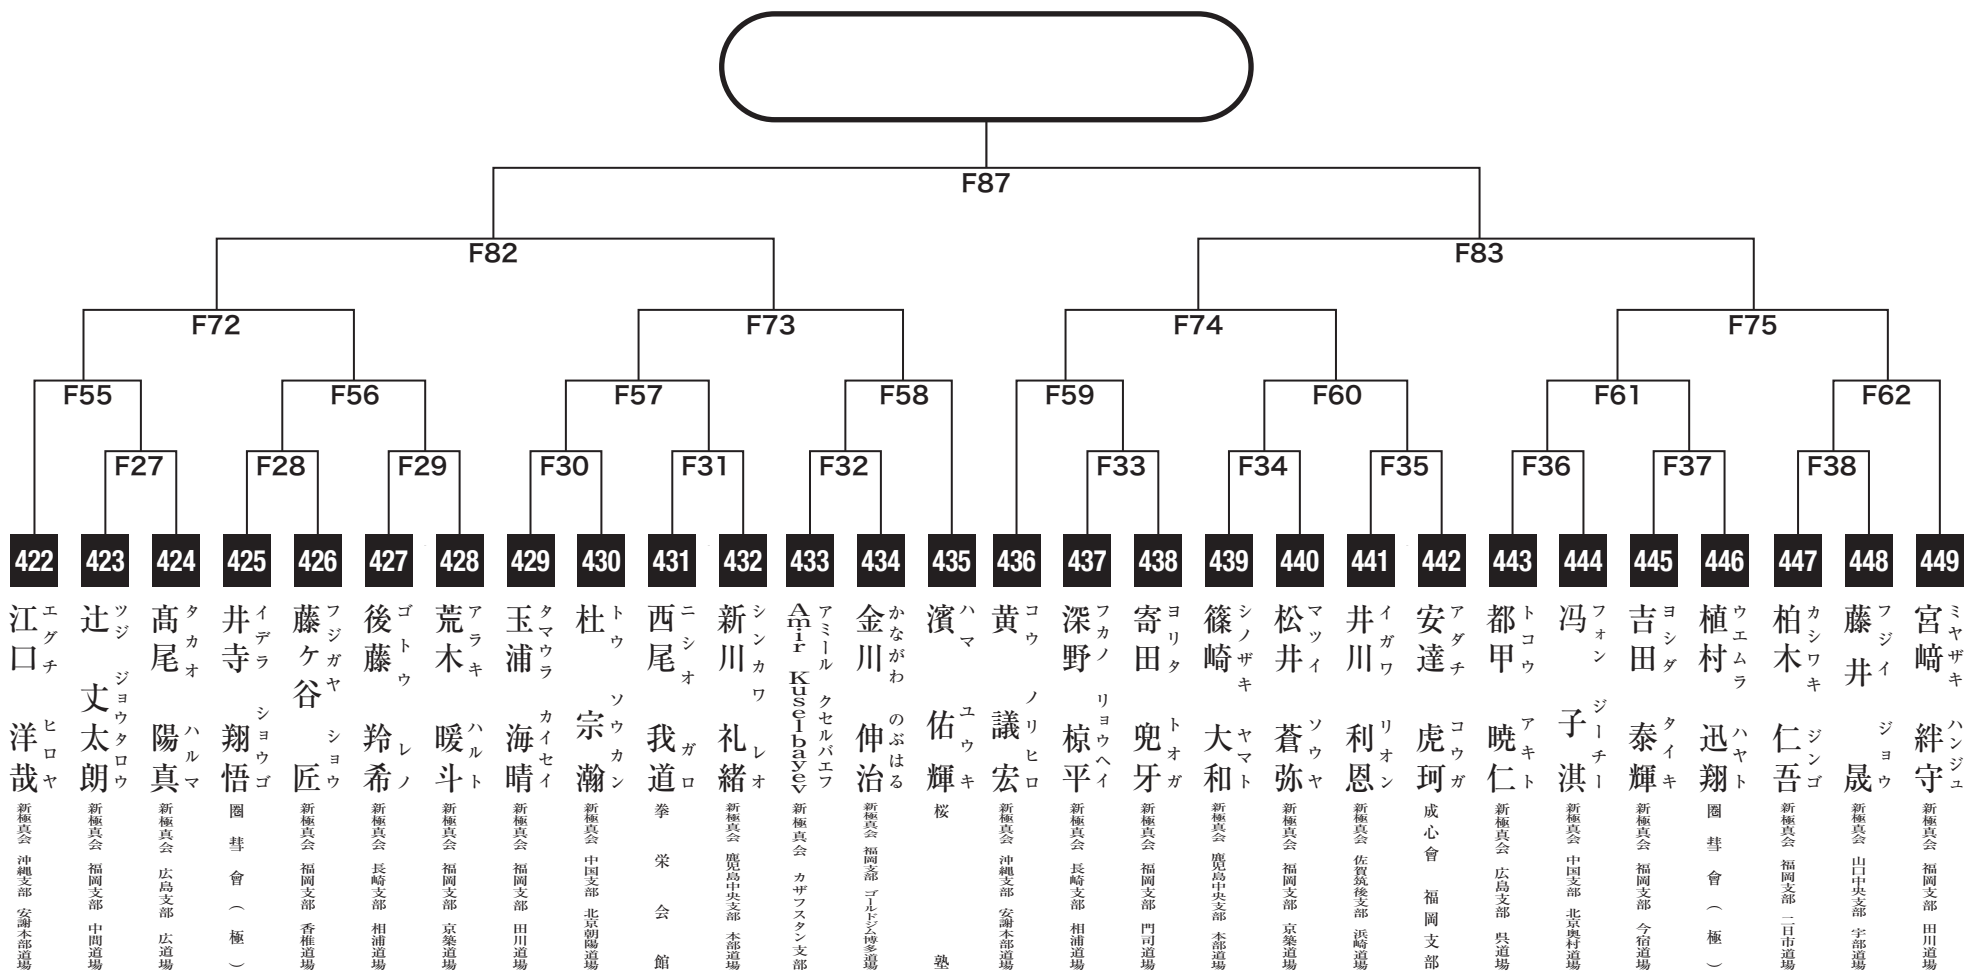 F87
F82
F83
F72
F73
F74
F75
F55
F56
F57
F58
F59
F60
F61
F62
F27
F28
F29
F30
F31
F32
F33
F34
F35
F36
F37
F38
422
江口 洋哉
エグチ ヒロヤ
新極真会 沖縄支部 安謝本部道場
423
辻 丈太朗
ツジ ジョウタロウ
新極真会 福岡支部 中間道場
424
髙尾 陽真
タカオ ハルマ
新極真会 広島支部 広道場
425
井寺 翔悟
イデラ ショウゴ
圏彗會（極）
426
藤ヶ谷 匠
フジガヤ ショウ
新極真会 福岡支部 香椎道場
427
後藤 羚希
ゴトウ レノ
新極真会 長崎支部 相浦道場
428
荒木 暖斗
アラキ ハルト
新極真会 福岡支部 京築道場
429
玉浦 海晴
タマウラ カイセイ
新極真会 福岡支部 田川道場
430
杜 宗瀚
トウ ソウカン
新極真会 中国支部 北京朝陽道場
431
西尾 我道
ニシオ ガロ
拳栄会館
432
新川 礼緒
シンカワ レオ
新極真会 鹿児島中央支部 本部道場
433
Amir Kuselbayev
アミール クセルバエフ
新極真会 カザフスタン支部
434
金川 伸治
かながわ のぶはる
新極真会 福岡支部 ゴールドジム博多道場
435
濱 佑輝
ハマ ユウキ
桜塾
436
黄 議宏
コウ ノリヒロ
新極真会 沖縄支部 安謝本部道場
437
深野 椋平
フカノ リョウヘイ
新極真会 長崎支部 相浦道場
438
寄田 兜牙
ヨリタ トオガ
新極真会 福岡支部 門司道場
439
篠崎 大和
シノザキ ヤマト
新極真会 鹿児島中央支部 本部道場
440
松井 蒼弥
マツイ ソウヤ
新極真会 福岡支部 京築道場
441
井川 利恩
イガワ リオン
新極真会 佐賀筑後支部 浜崎道場
442
安達 虎珂
アダチ コウガ
成心會 福岡支部
443
都甲 暁仁
トコウ アキト
新極真会 広島支部 呉道場
444
冯 子淇
フォン ジーチー
新極真会 中国支部 北京奥村道場
445
吉田 泰輝
ヨシダ タイキ
新極真会 福岡支部 今宿道場
446
植村 迅翔
ウエムラ ハヤト
圏彗會（極）
447
柏木 仁吾
カシワキ ジンゴ
新極真会 福岡支部 二日市道場
448
藤井 晟
フジイ ジョウ
新極真会 山口中央支部 宇部道場
449
宮﨑 絆守
ミヤザキ ハンジュ
新極真会 福岡支部 田川道場